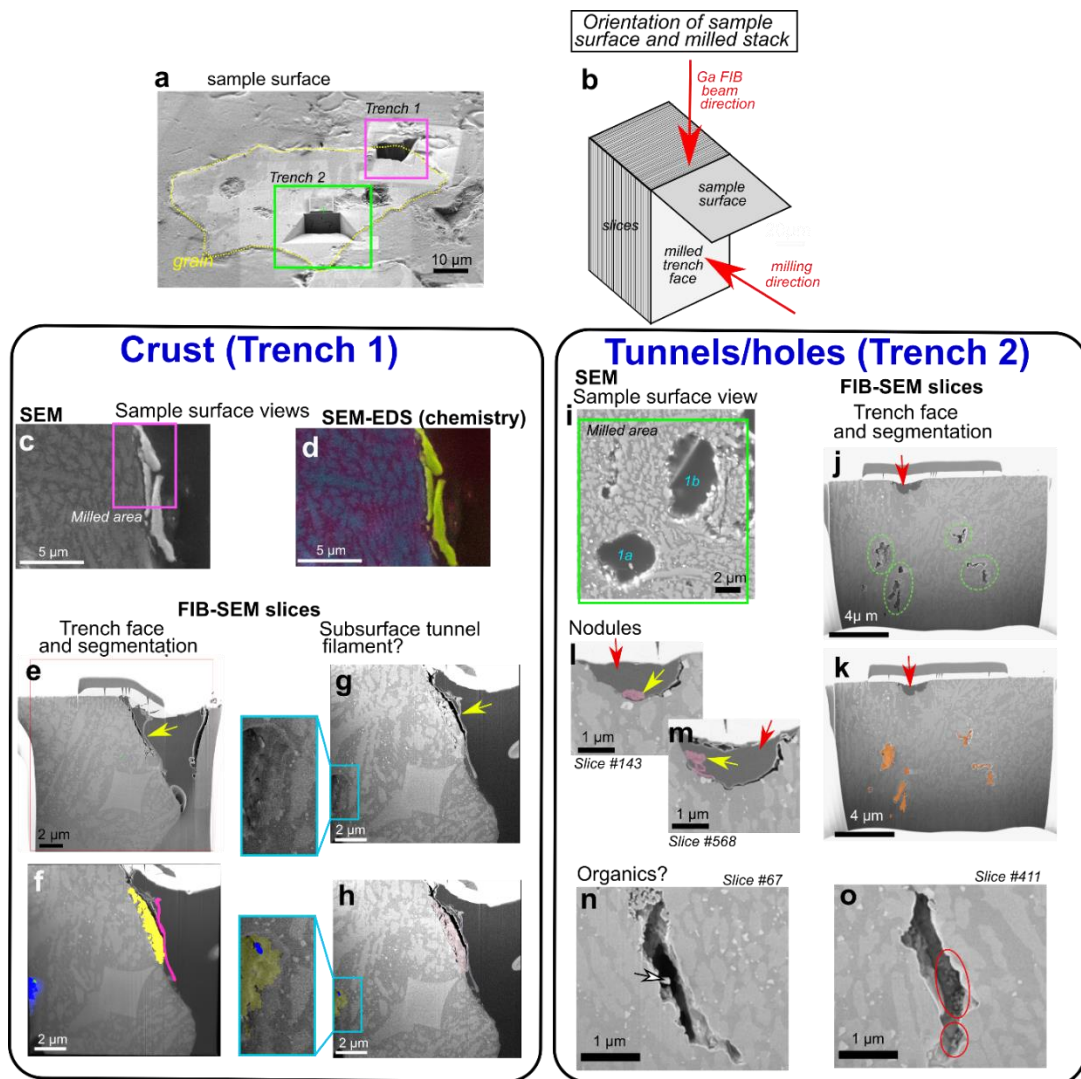 Orientation of sample
surface and milled stack
a sample surface
Trench 1
Trench 2
grain
10 µm
b
Ga FIB
beam
direction
sample
surface
slices
milled
trench
face
milling
direction
Crust (Trench 1)
SEM
Sample surface views
SEM-EDS (chemistry)
c
Milled area
5 µm
d
5 µm
FIB-SEM slices
Trench face
and segmentation
Subsurface tunnel
filament?
e
2 µm
g
2 µm
f
2 µm
h
2 µm
Tunnels/holes (Trench 2)
SEM
Sample surface view
FIB-SEM slices
Trench face
and segmentation
i
Milled area
1b
1a
2 µm
j
4µ m
Nodules
l
1 µm
Slice #143
m
1 µm
Slice #568
k
4 µm
Organics?
Slice #67
n
1 µm
Slice #411
o
1 µm